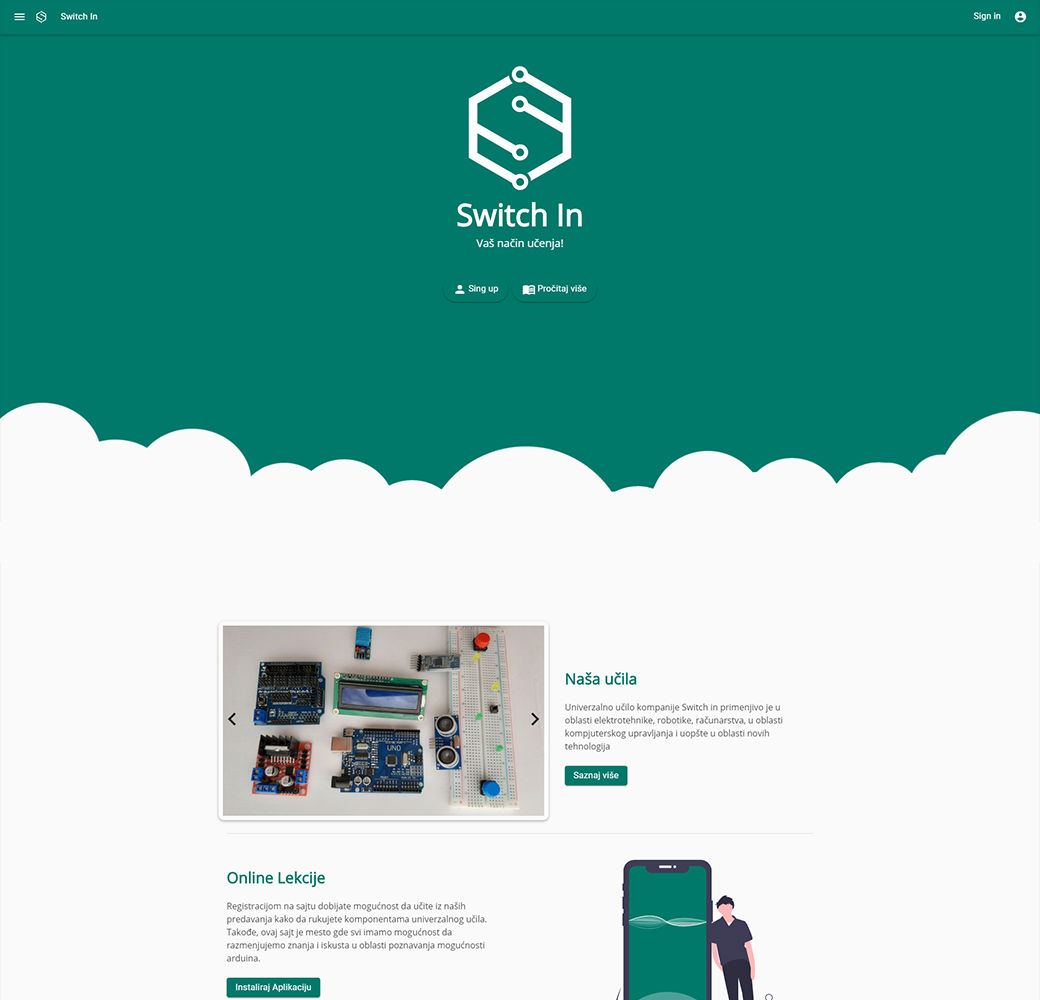 Switch In
Sign in
Switch In
Vaš način učenja!
Sing up
Pročitaj više
UNO
Naša učila
Univerzalno učilo kompanije Switch in primenjivo je u
oblasti elektrotehnike, robotike, računarstva, u oblasti
kompjuterskog upravljanja i uopšte u oblasti novih
tehnologija
Saznaj više
Online Lekcije
Registracijom na sajtu dobijate mogućnost da učite iz naših
predavanja kako da rukujete komponentama univerzalnog učila.
Takođe, ovaj sajt je mesto gde svi imamo mogućnost da
razmenjujemo znanja i iskusta u oblasti poznavanja mogućnosti
arduina.
Instaliraj Aplikaciju